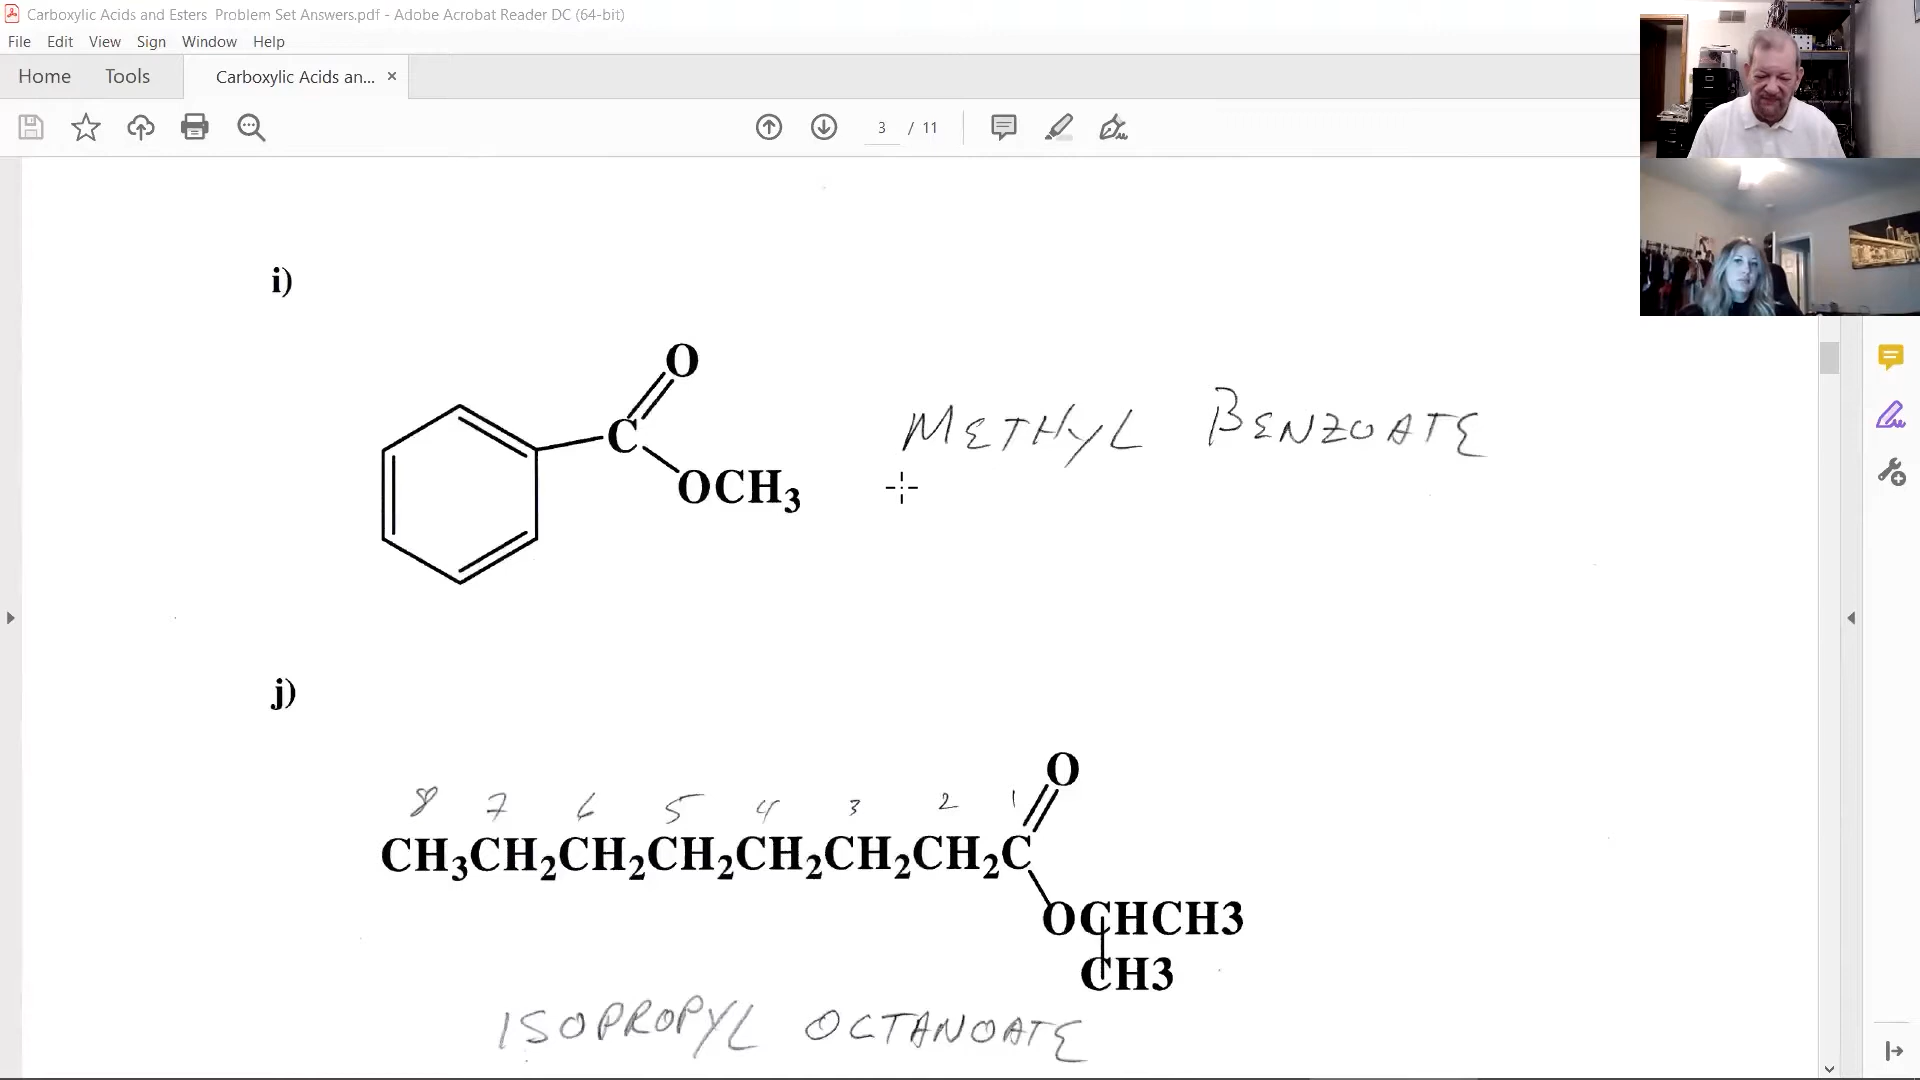 Carboxylic Acids and Esters  Problem Set Answers.pdf - Adobe Acrobat Reader DC (64-bit)
File Edit View Sign Window Help
Home Tools Carboxylic Acids an... ×
3 / 11
i)
O
C
OCH3
METHYL BENZOATE
j)
O
8 7 6 5 4 3 2 1
CH3CH2CH2CH2CH2CH2CH2C
OCHCH3
CH3
ISOPROPYL OCTANOATE